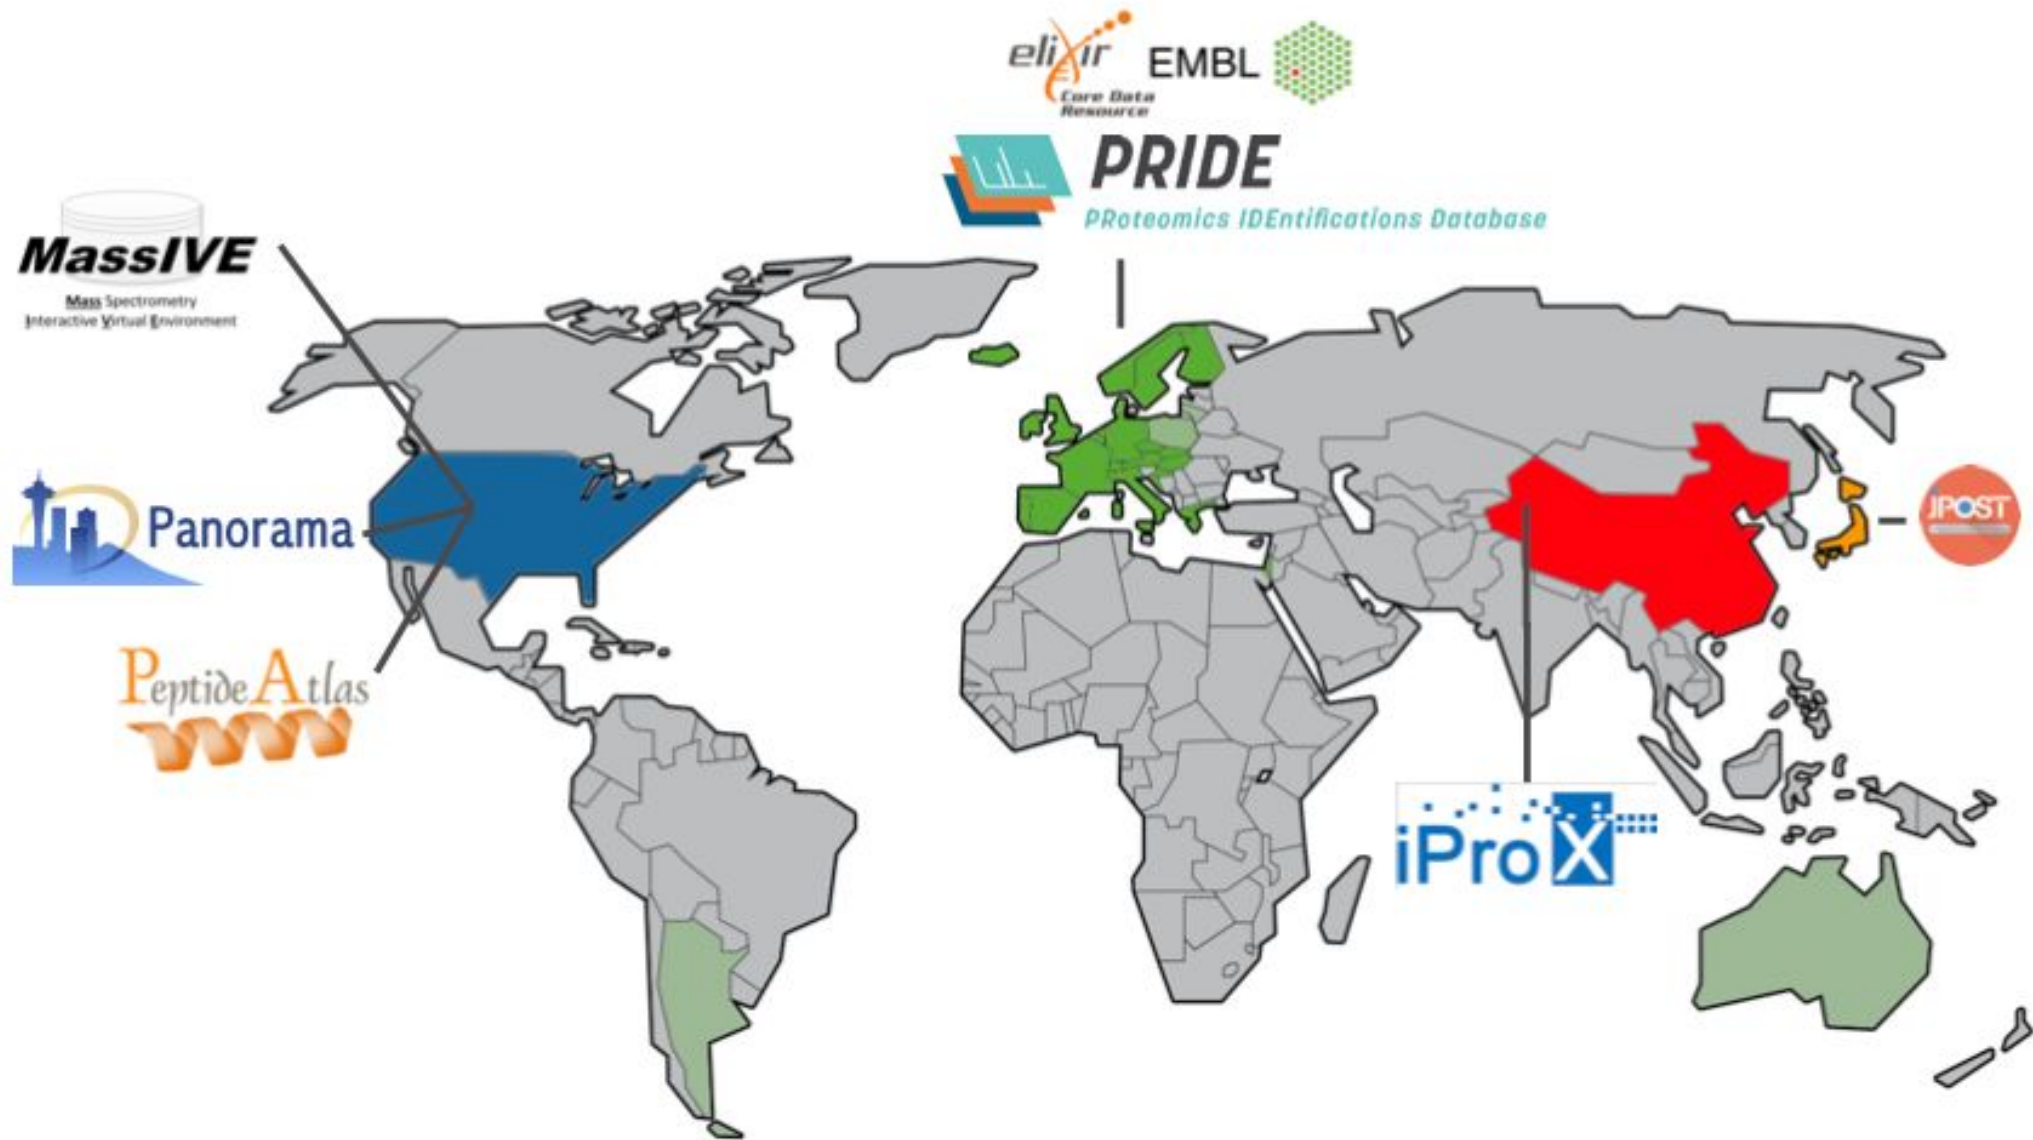 elixir
Core Data
Resource
EMBL
PRIDE
PRoteomics IDEntifications Database
MassIVE
Mass Spectrometry
Interactive Virtual Environment
Panorama
JPOST
PeptideAtlas
iProX